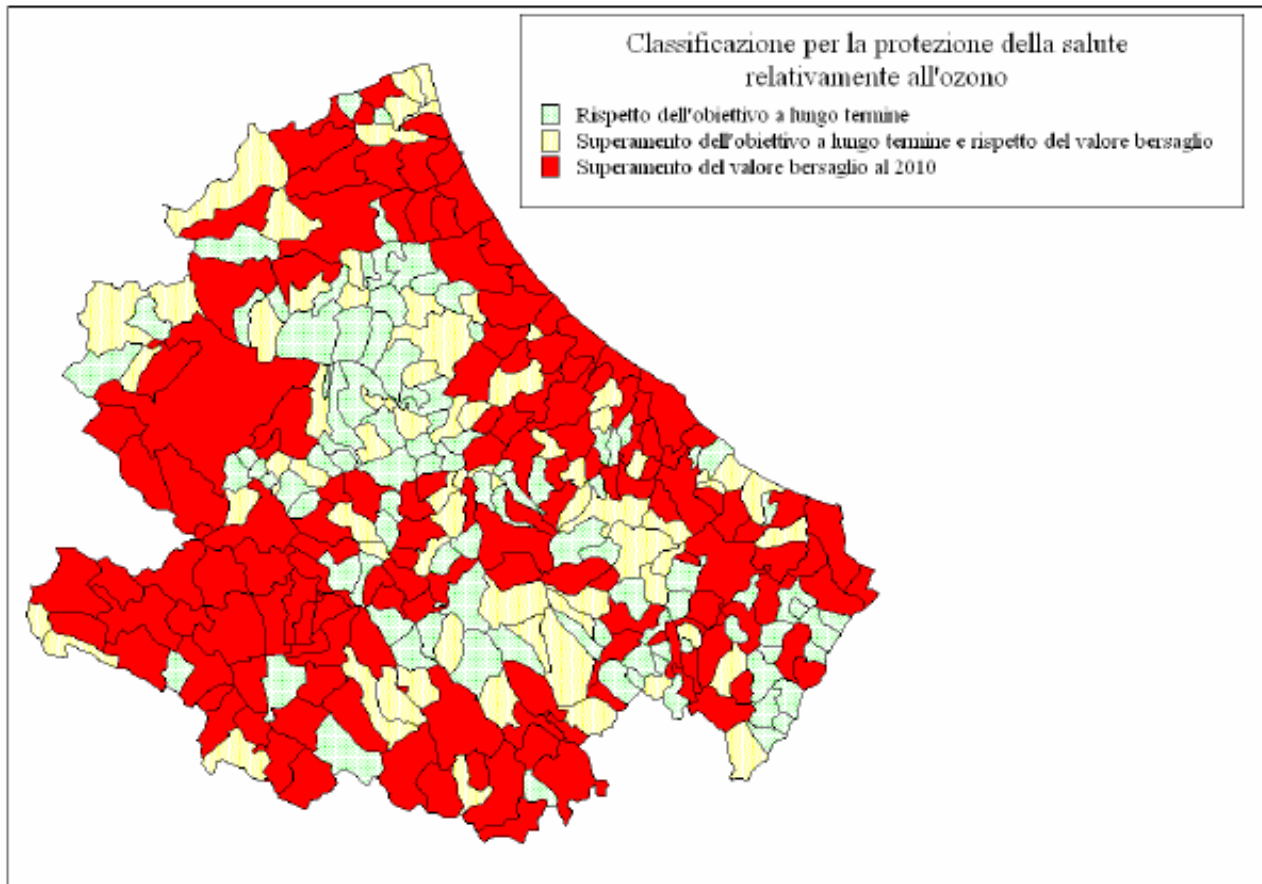 Classificazione per la protezione della salute
relativamente all'ozono
Rispetto dell'obiettivo a lungo termine
Superamento dell'obiettivo a lungo termine e rispetto del valore bersaglio
Superamento del valore bersaglio al 2010